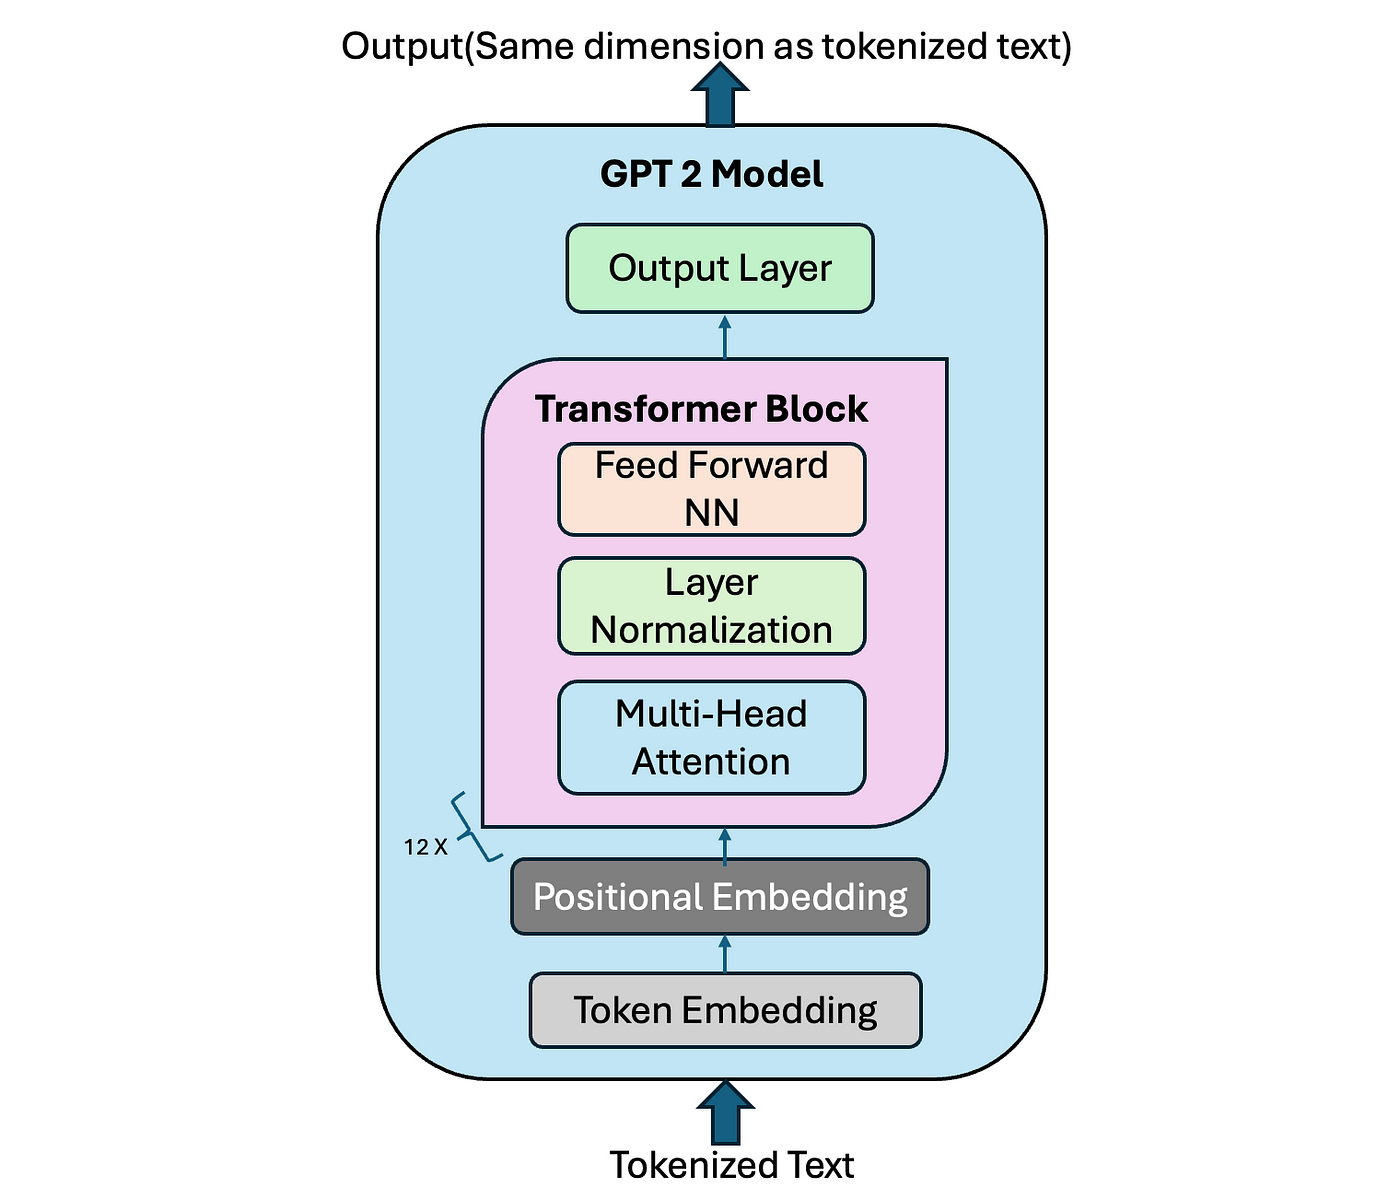 Output(Same dimension as tokenized text)
GPT 2 Model
Output Layer
Transformer Block
Feed Forward
NN
Layer
Normalization
Multi-Head
Attention
12 X
Positional Embedding
Token Embedding
Tokenized Text